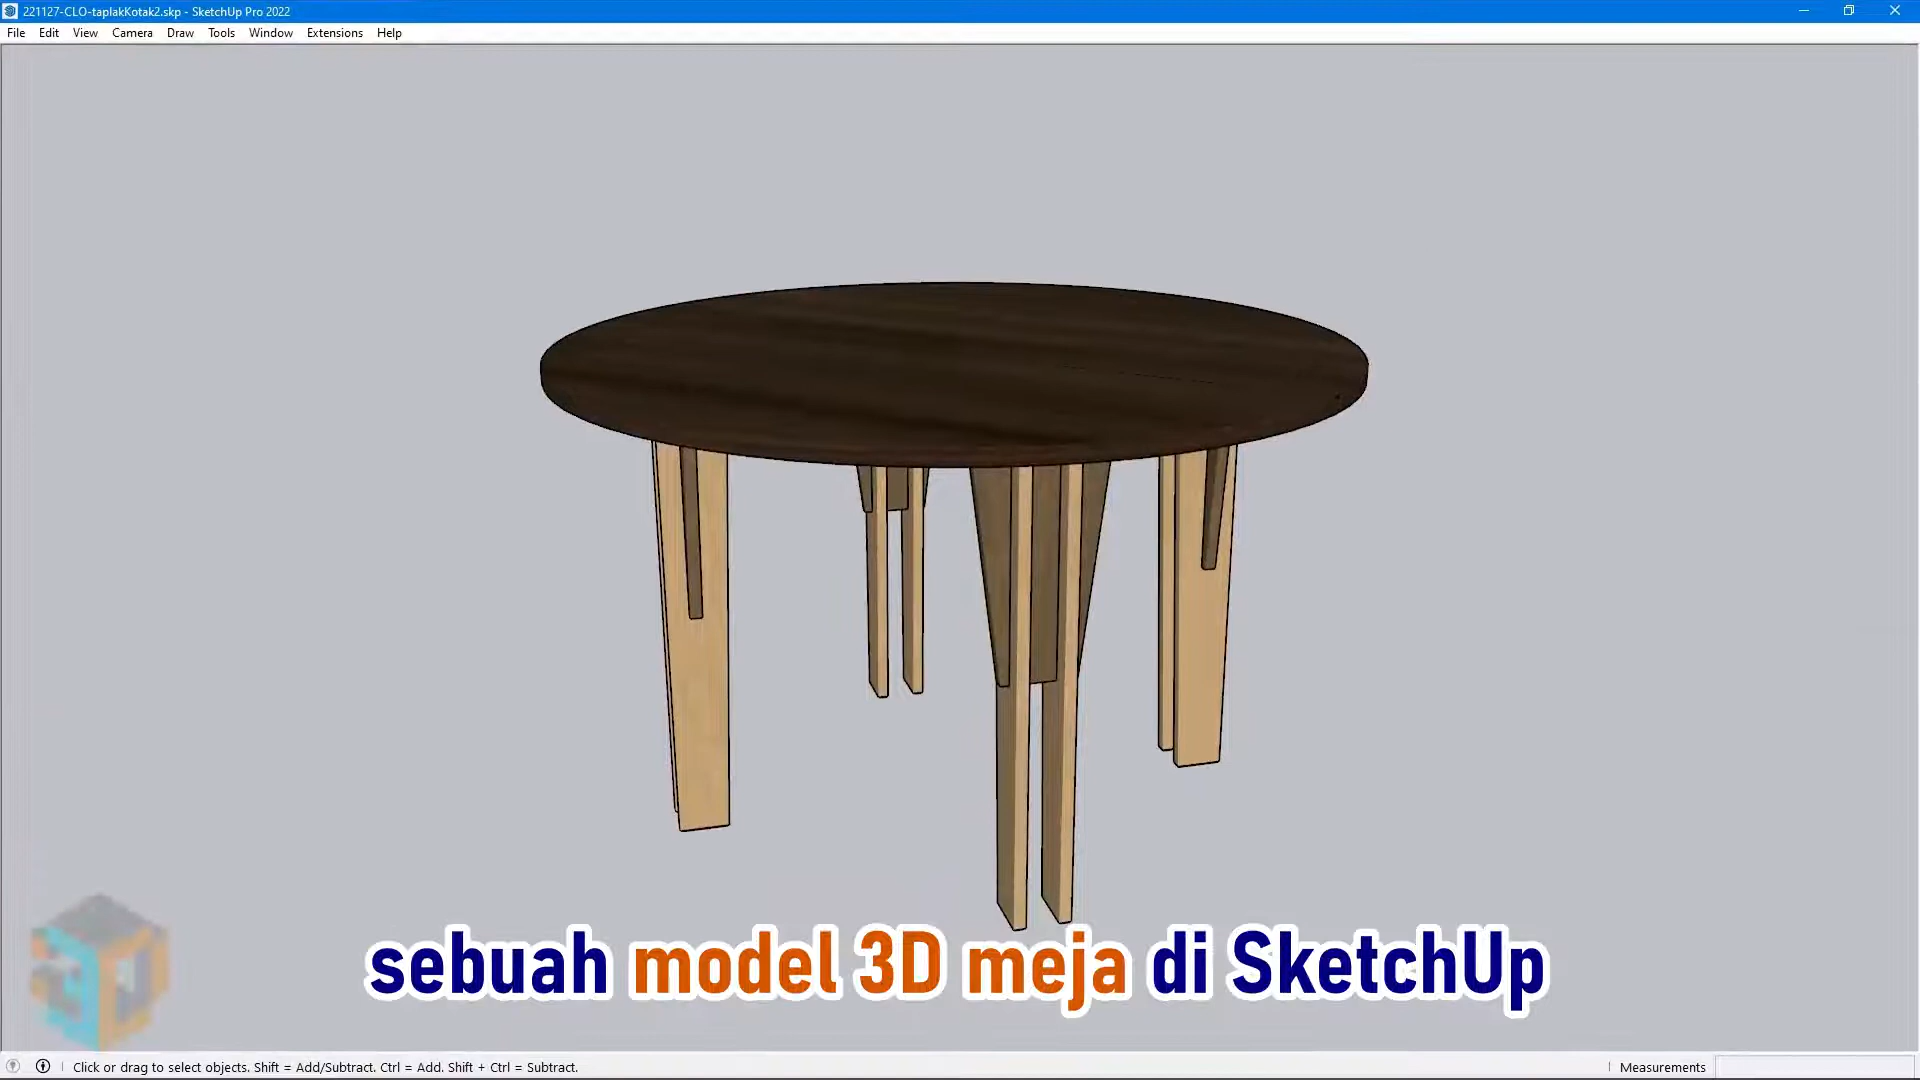 221127-CLO-taplakKotak2.skp - SketchUp Pro 2022
File Edit View Camera Draw Tools Window Extensions Help
sebuah model 3D meja di SketchUp
Click or drag to select objects. Shift = Add/Subtract. Ctrl = Add. Shift + Ctrl = Subtract.
Measurements